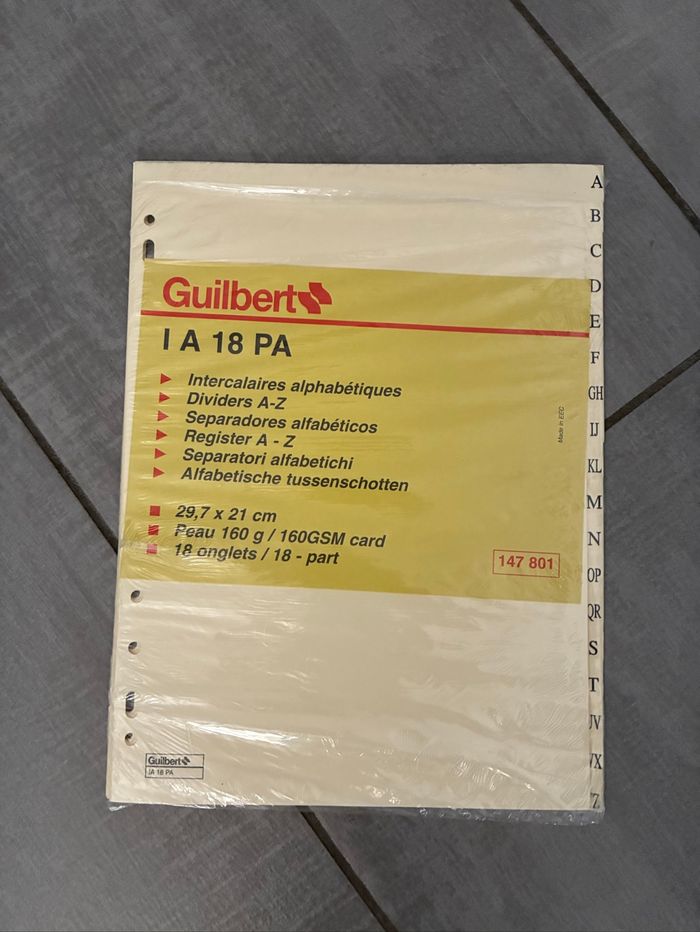 Guilbert
I A 18 PA
Intercalaires alphabétiques
Dividers A-Z
Separadores alfabéticos
Register A - Z
Separatori alfabetichi
Alfabetische tussenschotten
29,7 x 21 cm
Peau 160 g / 160GSM card
18 onglets / 18 - part
147 801
Made in EEC
Guilbert
IA 18 PA
A
B
C
D
E
F
GH
IJ
KL
M
N
OP
QR
S
T
UV